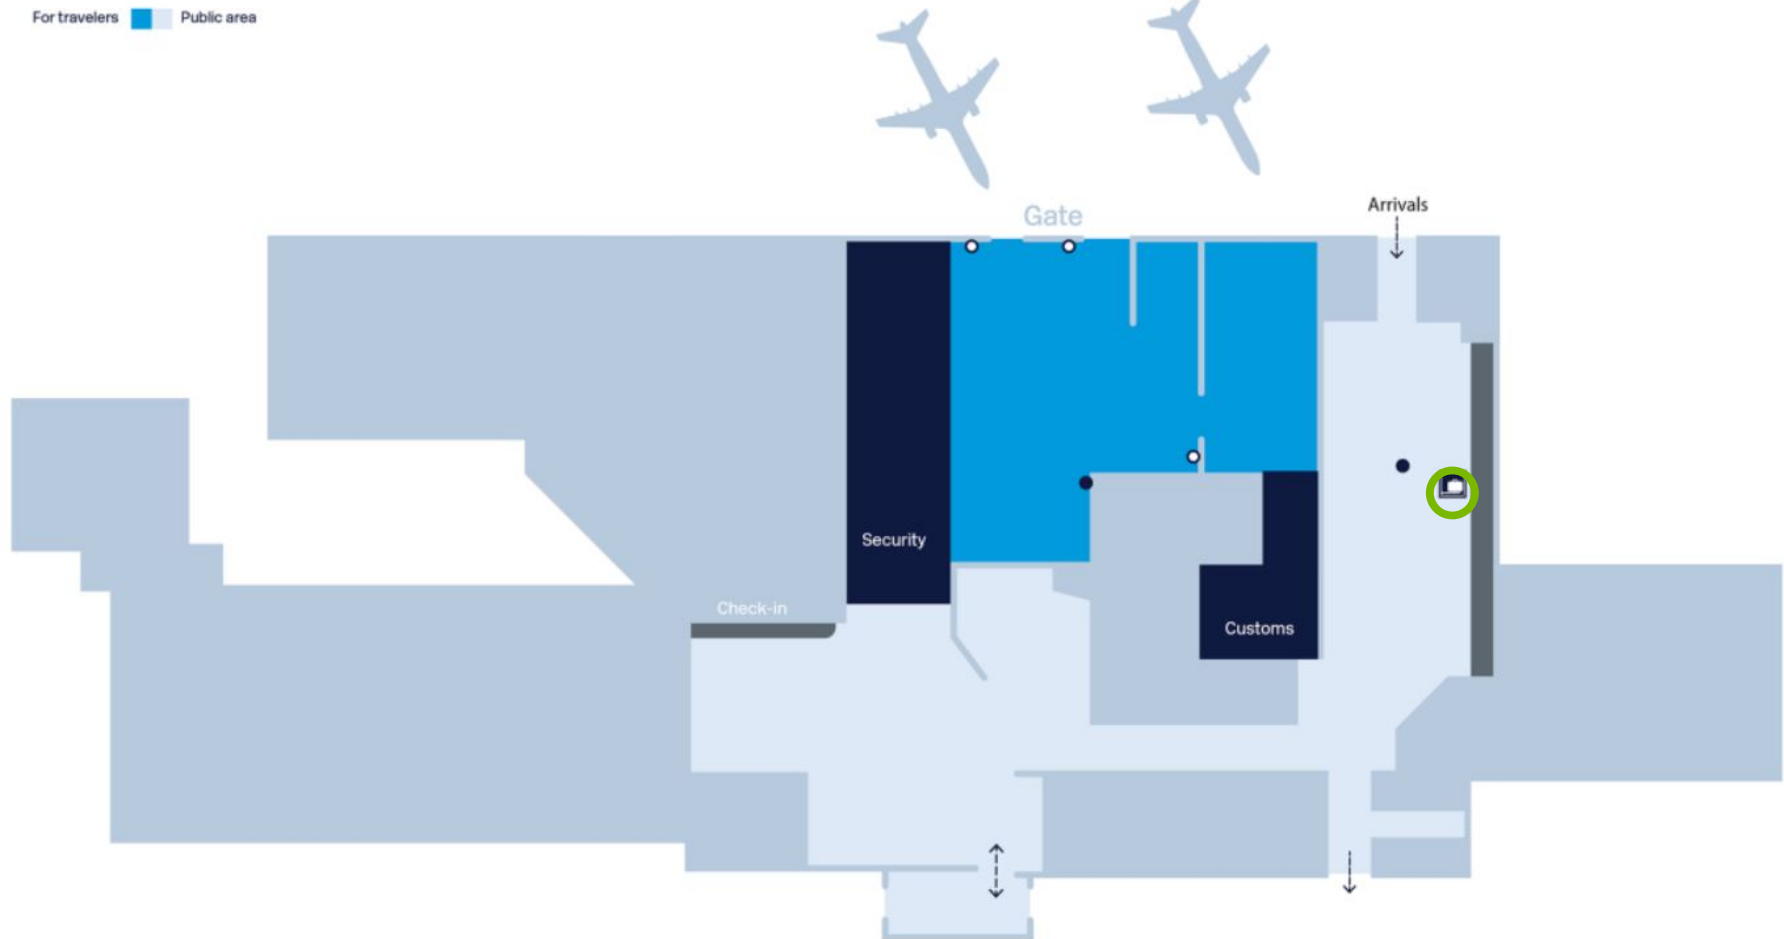 For travelers Public area
Arrivals
Gate
Security
Check-in
Customs